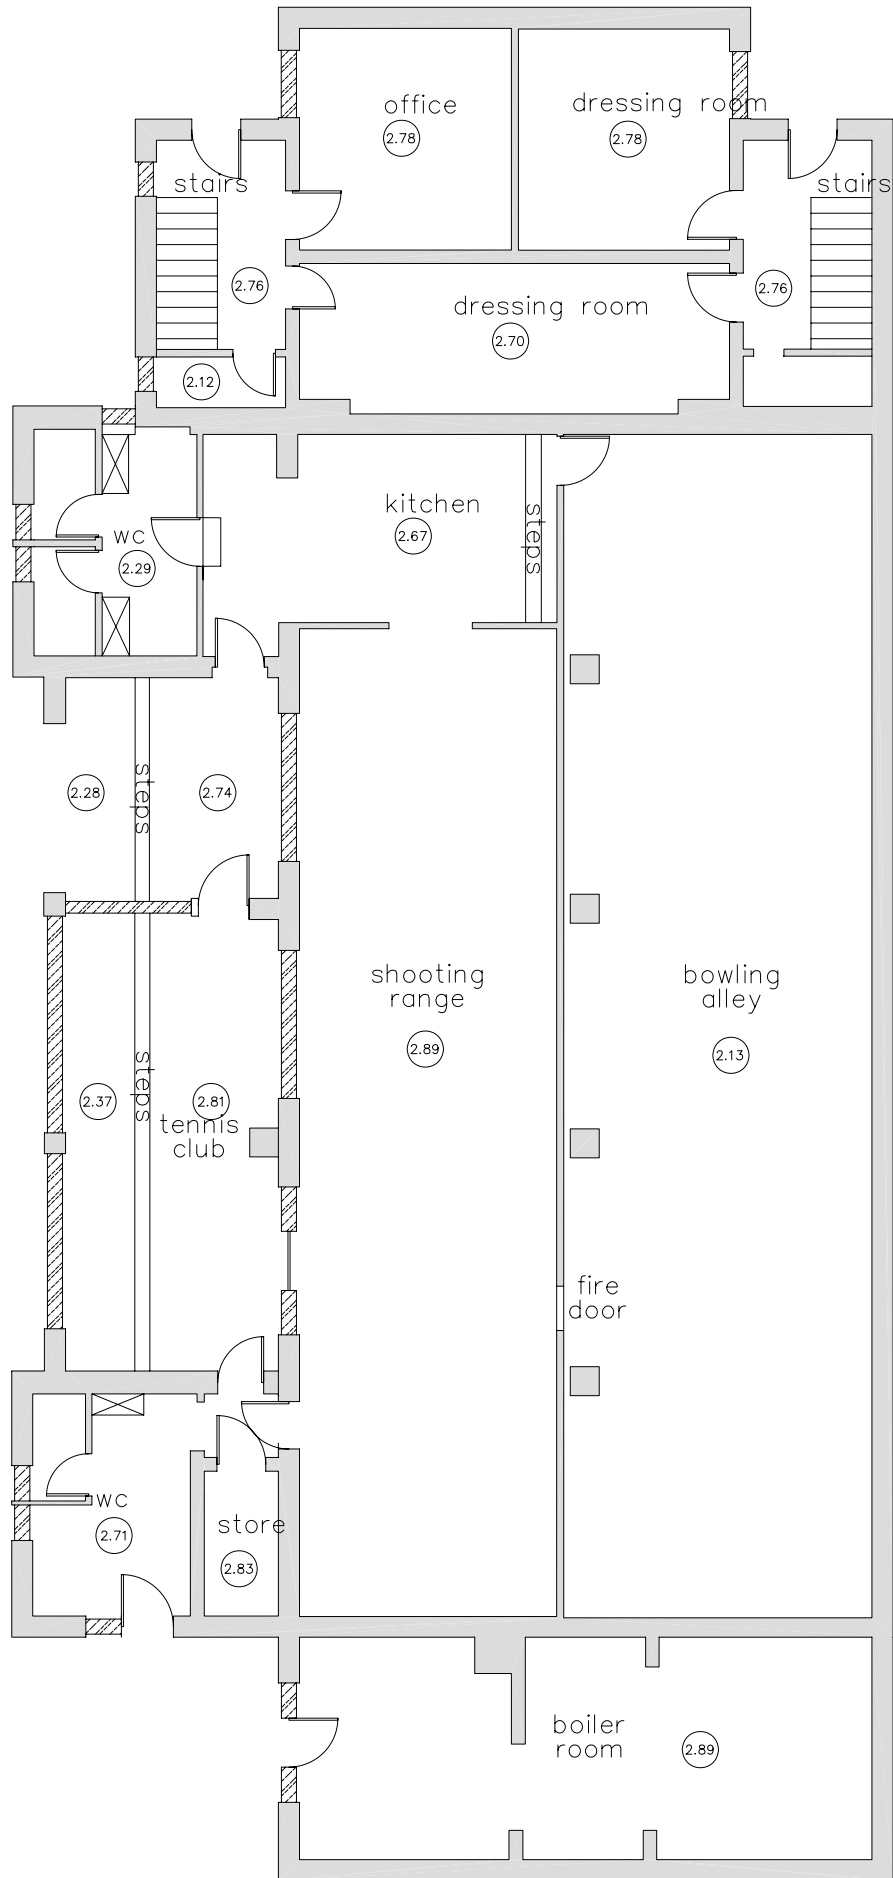 office
2.78
dressing room
2.78
stairs
2.76
stairs
2.76
dressing room
2.70
2.12
kitchen
2.67
steps
WC
2.29
2.28
steps
2.74
shooting
range
2.89
bowling
alley
2.13
2.37
steps
2.81
tennis
club
fire
door
WC
2.71
store
2.83
boiler
room
2.89